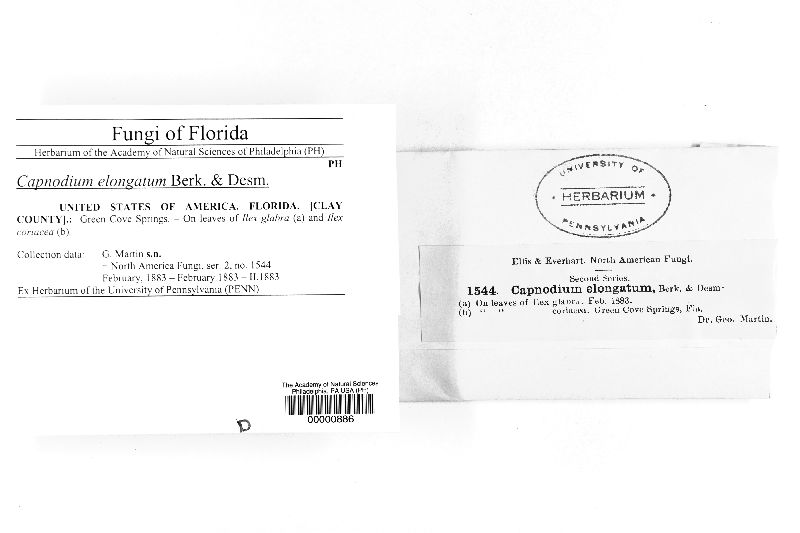 Fungi of Florida
Herbarium of the Academy of Natural Sciences of Philadelphia (PH)
PH
Capnodium elongatum Berk. & Desm.
UNITED STATES OF AMERICA. FLORIDA. [CLAY
COUNTY].: Green Cove Springs. – On leaves of Ilex glabra (a) and Ilex
coriacea (b).
Collection data: G. Martin s.n.
– North America Fungi, ser. 2, no. 1544
February, 1883 – February 1883 – II.1883
Ex Herbarium of the University of Pennsylvania (PENN)
The Academy of Natural Sciences
Philadelphia, PA USA (PH)
00000886
D
UNIVERSITY OF
HERBARIUM
PENNSYLVANIA
Ellis & Everhart. North American Fungi.
Second Series.
1544. Capnodium elongatum, Berk. & Desm.
(a) On leaves of Ilex glabra. Feb. 1883.
(b) " " coriacea. Green Cove Springs, Fla.
Dr. Geo. Martin.